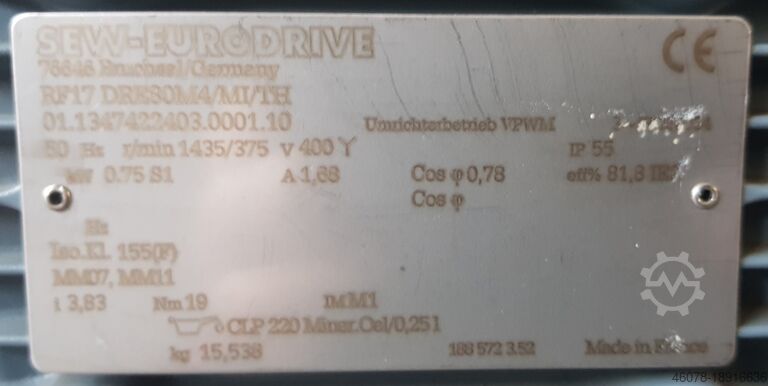 SEW-EURODRIVE CE
76646 Bruchsal/Germany
RF17 DRE80M4/MI/TH
01.1347422403.0001.10 Umrichterbetrieb VPWM
50 Hz r/min 1435/375 V 400 Y IP 55
kW 0.75 S1 A 1,68 Cos φ 0,78 eff% 81,8
Cos φ
Hz
Iso.Kl. 155(F)
MM07, MM11
i 3,83 Nm 19 IM M1
CLP 220 Miner.Oel/0,25 l
kg 15,538 188 572 3.52 Made in France
46078-18916636